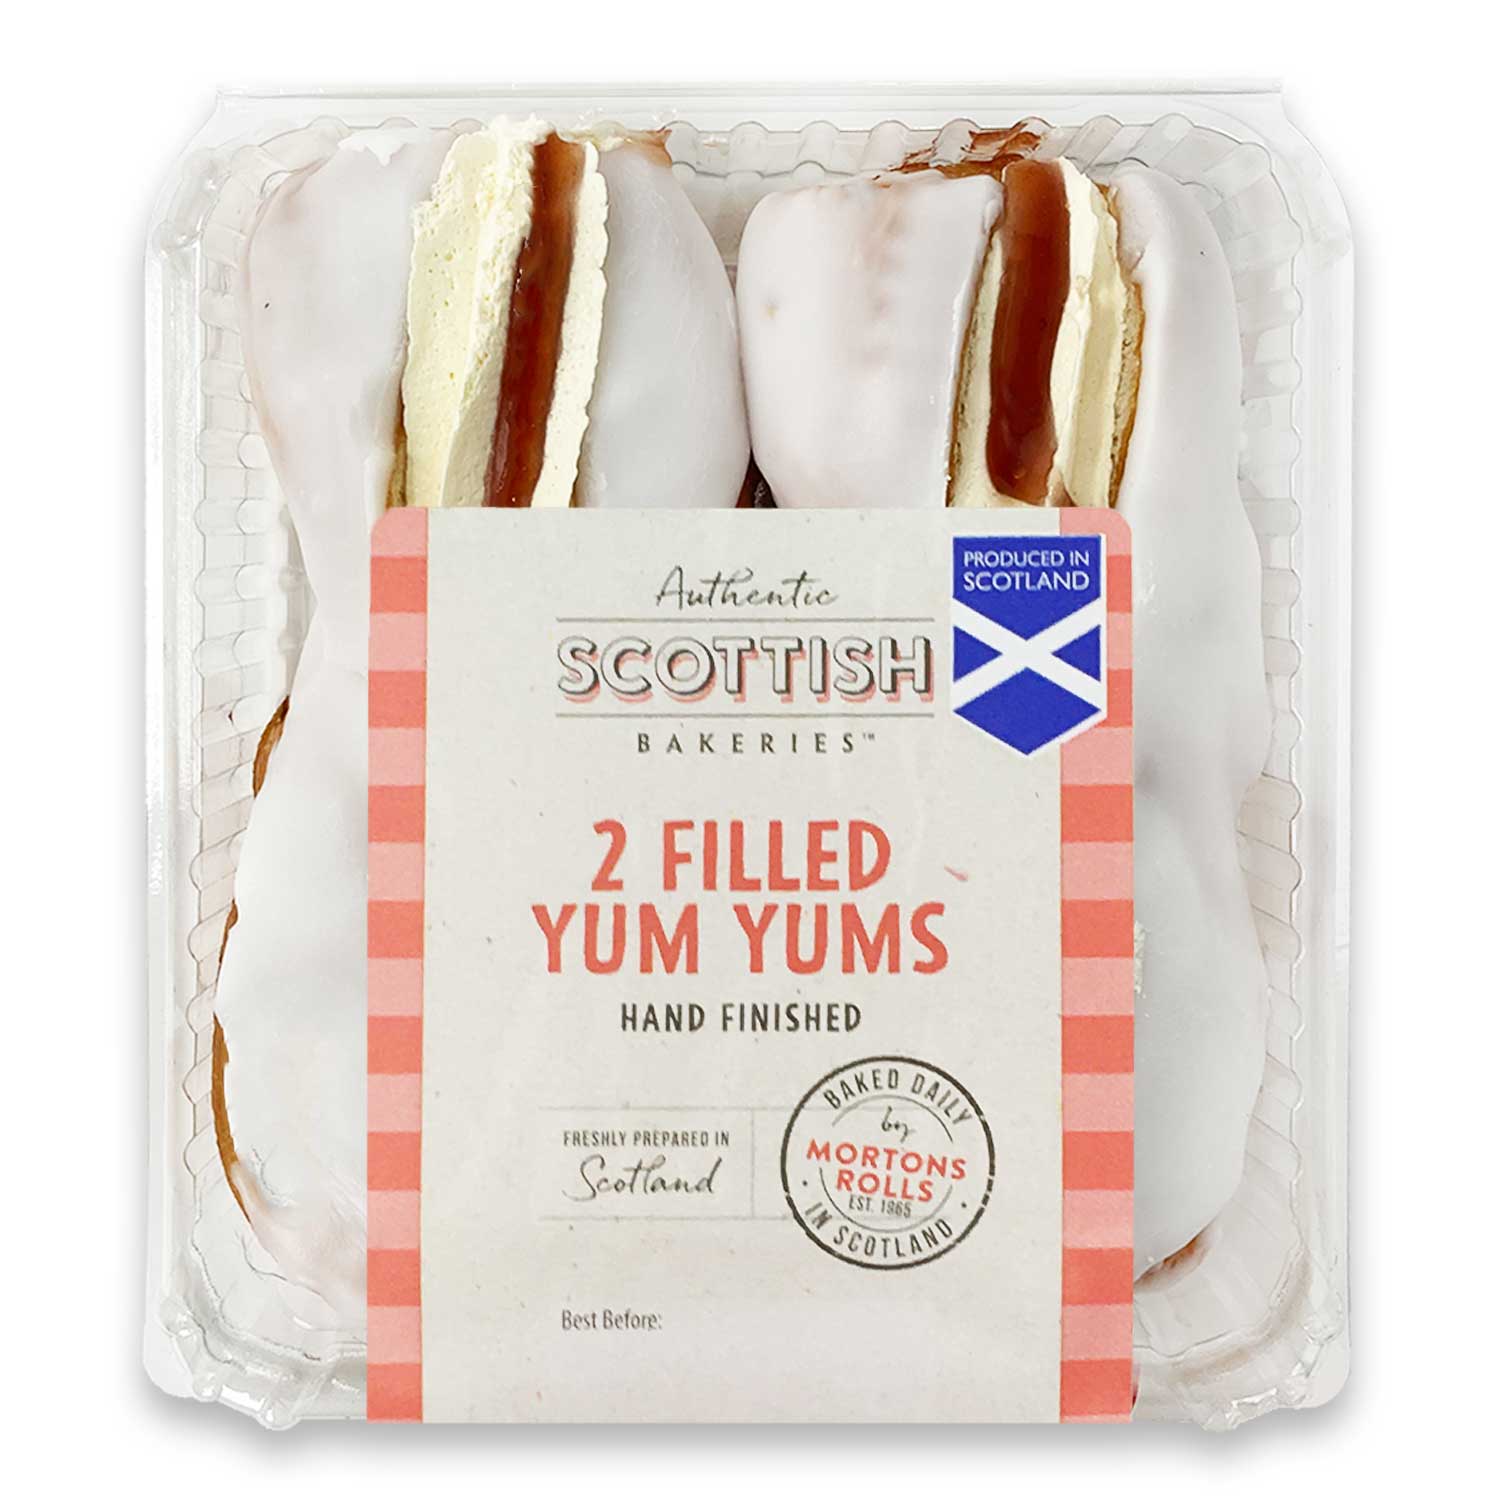 Authentic
SCOTTISH
BAKERIES™
PRODUCED IN
SCOTLAND
2 FILLED
YUM YUMS
HAND FINISHED
FRESHLY PREPARED IN
Scotland
BAKED DAILY
by
MORTONS
ROLLS
EST. 1965
IN SCOTLAND
Best Before: